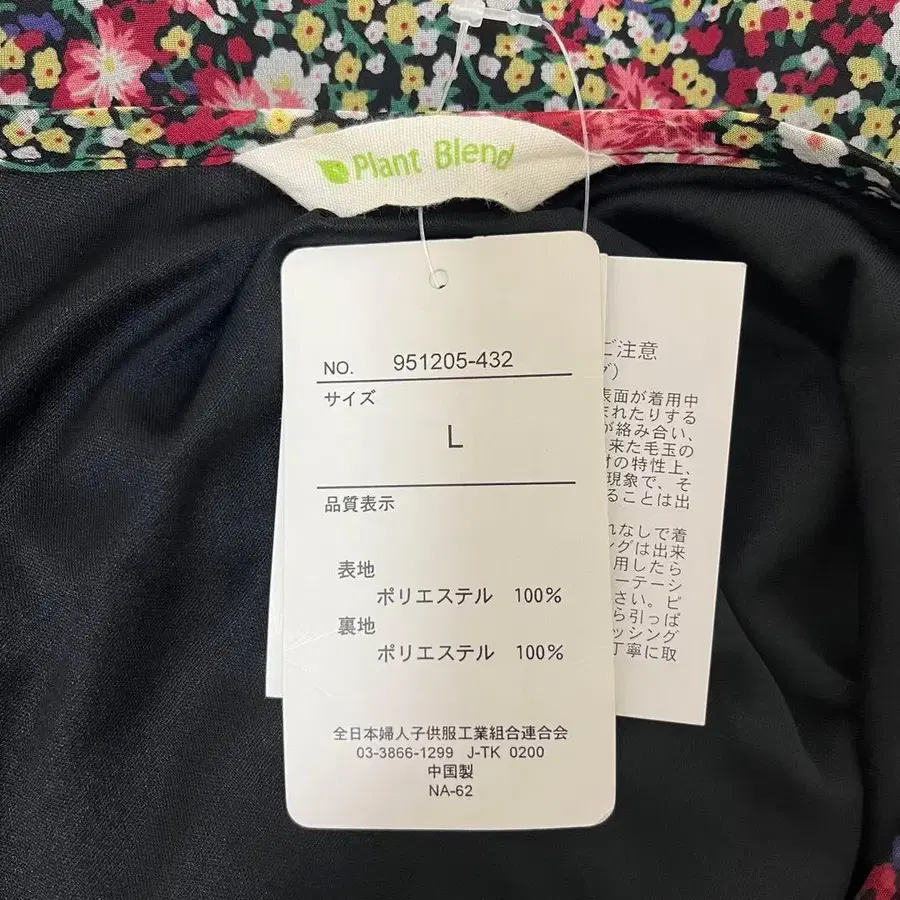 Plant Blend
NO. 951205-432
サイズ
L
品質表示
表地
ポリエステル 100%
裏地
ポリエステル 100%
全日本婦人子供服工業組合連合会
03-3866-1299 J-TK 0200
中国製
NA-62
ご注意
グ)
表面が着用中
まれたりする
が絡み合い、
来た毛玉の
材の特性上、
現象で、そ
ることは出
れなしで着
ングは出来
用したら
ーテーシ
さい。ピ
ら引っぱ
ッシング
丁寧に取